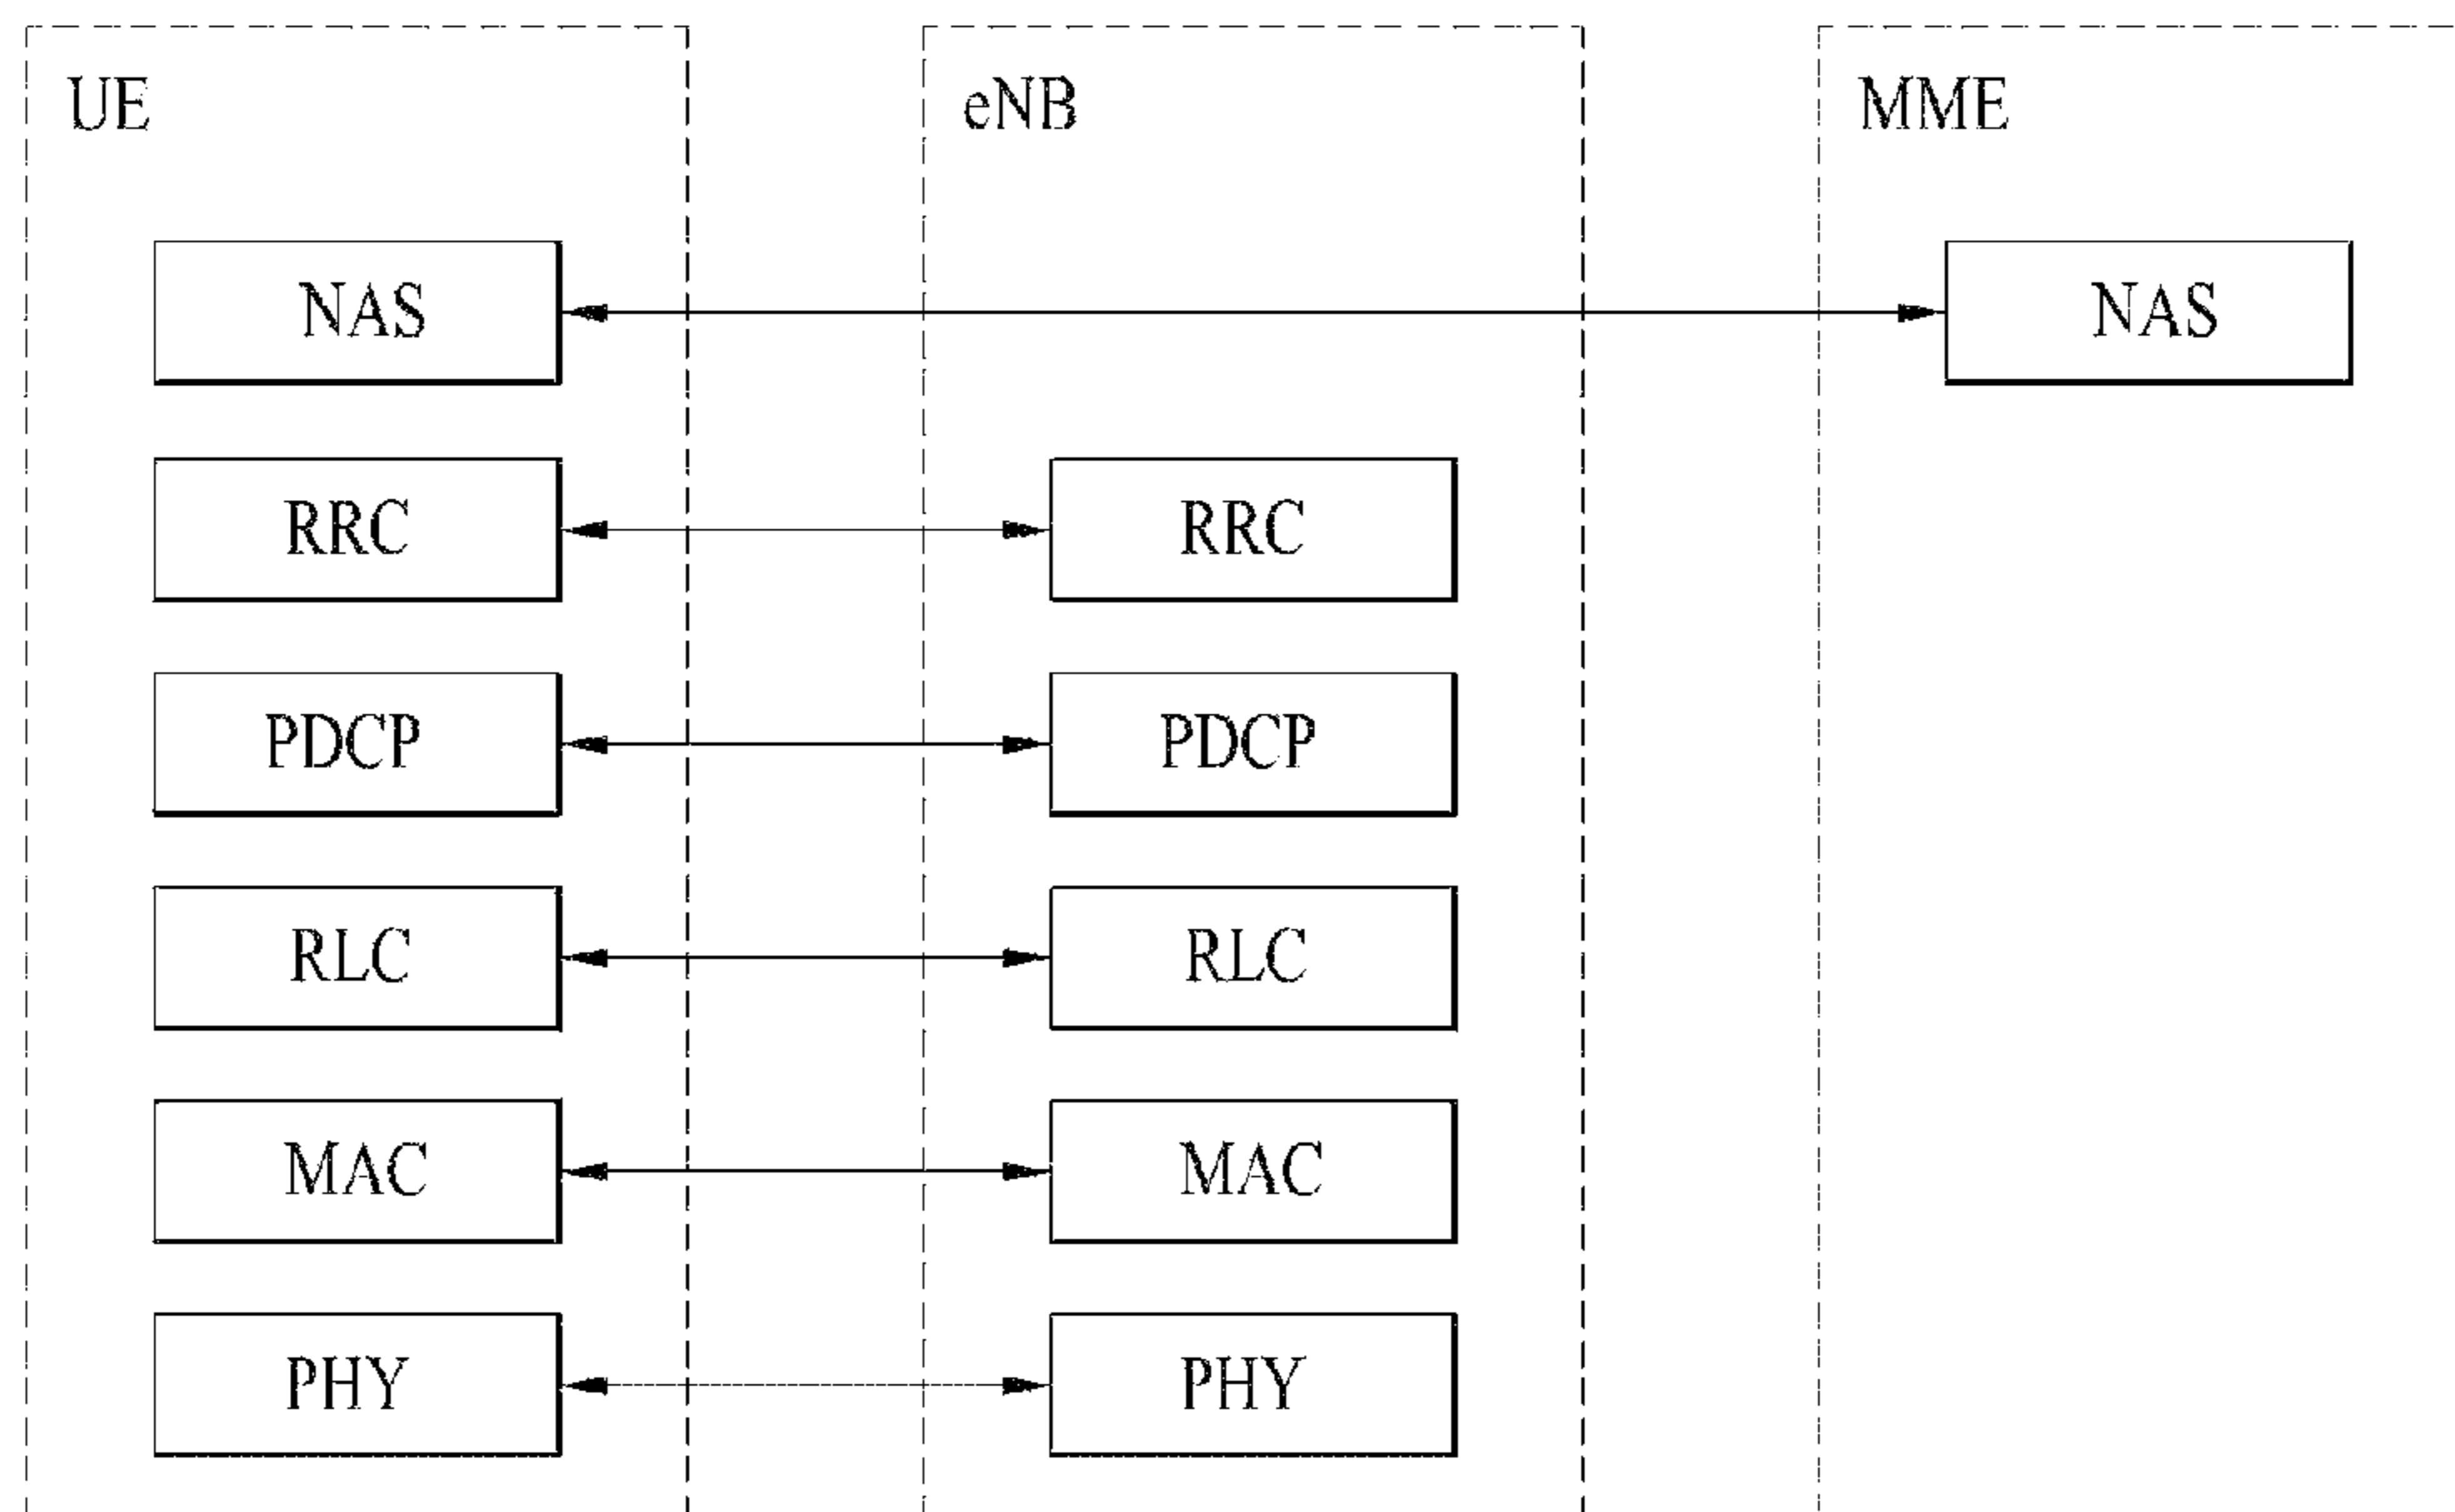 UE eNB MME
NAS NAS
RRC RRC
PDCP PDCP
RLC RLC
MAC MAC
PHY PHY